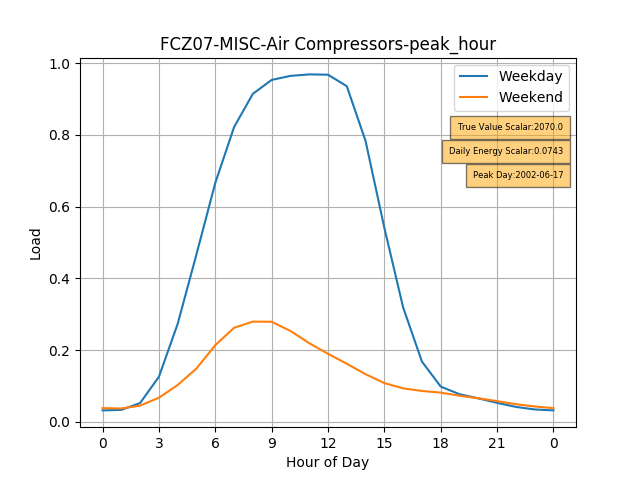 FCZ07-MISC-Air Compressors-peak_hour
1.0
0.8
0.6
0.4
0.2
0.0
Load
Weekday
Weekend
True Value Scalar:2070.0
Daily Energy Scalar:0.0743
Peak Day:2002-06-17
0 3 6 9 12 15 18 21 0
Hour of Day